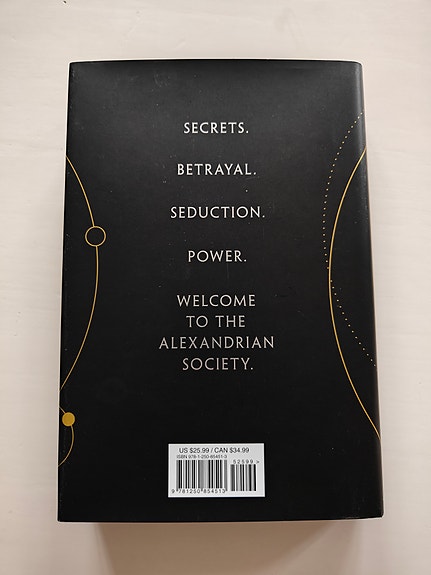 SECRETS.
BETRAYAL.
SEDUCTION.
POWER.
WELCOME
TO THE
ALEXANDRIAN
SOCIETY.
US $25.99 / CAN $34.99
ISBN 978-1-250-85451-3
52599>
9 781250 854513